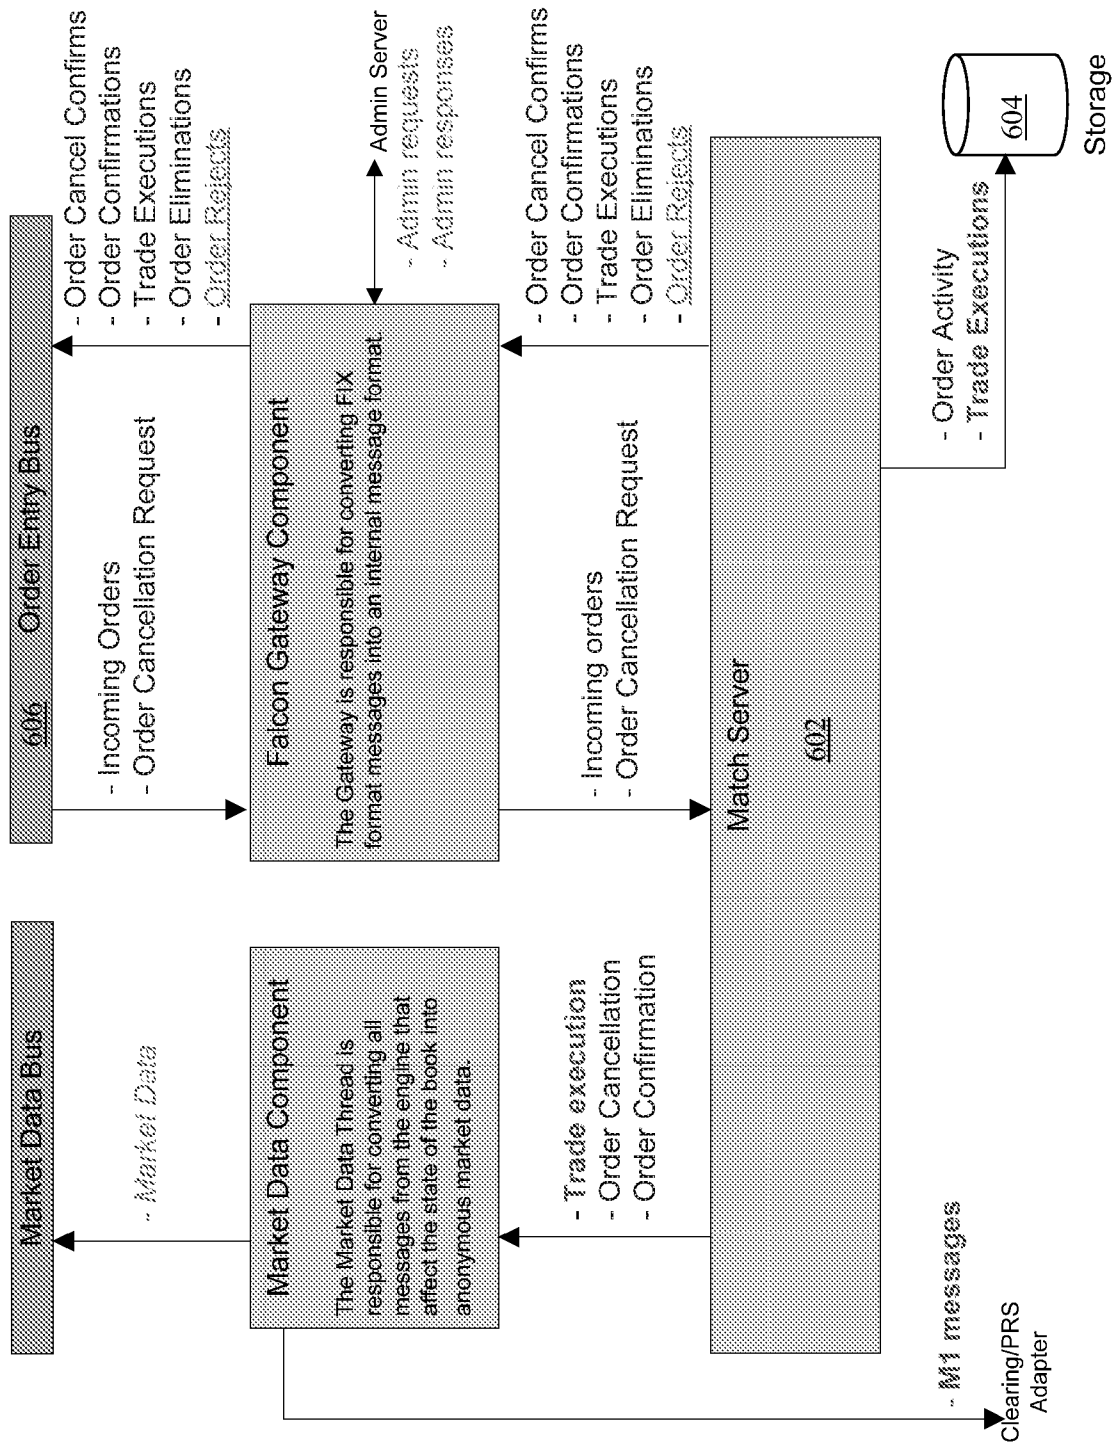 Market Data Bus
606 Order Entry Bus
- Market Data
- Incoming Orders
- Order Cancellation Request
- Order Cancel Confirms
- Order Confirmations
- Trade Executions
- Order Eliminations
- Order Rejects
Market Data Component
The Market Data Thread is
responsible for converting all
messages from the engine that
affect the state of the book into
anonymous market data.
Falcon Gateway Component
The Gateway is responsible for converting FIX
format messages into an internal message format.
Admin Server
- Admin requests
- Admin responses
- Trade execution
- Order Cancellation
- Order Confirmation
- Incoming orders
- Order Cancellation Request
- Order Cancel Confirms
- Order Confirmations
- Trade Executions
- Order Eliminations
- Order Rejects
Match Server
602
- M1 messages
Clearing/PRS
Adapter
- Order Activity
- Trade Executions
604
Storage